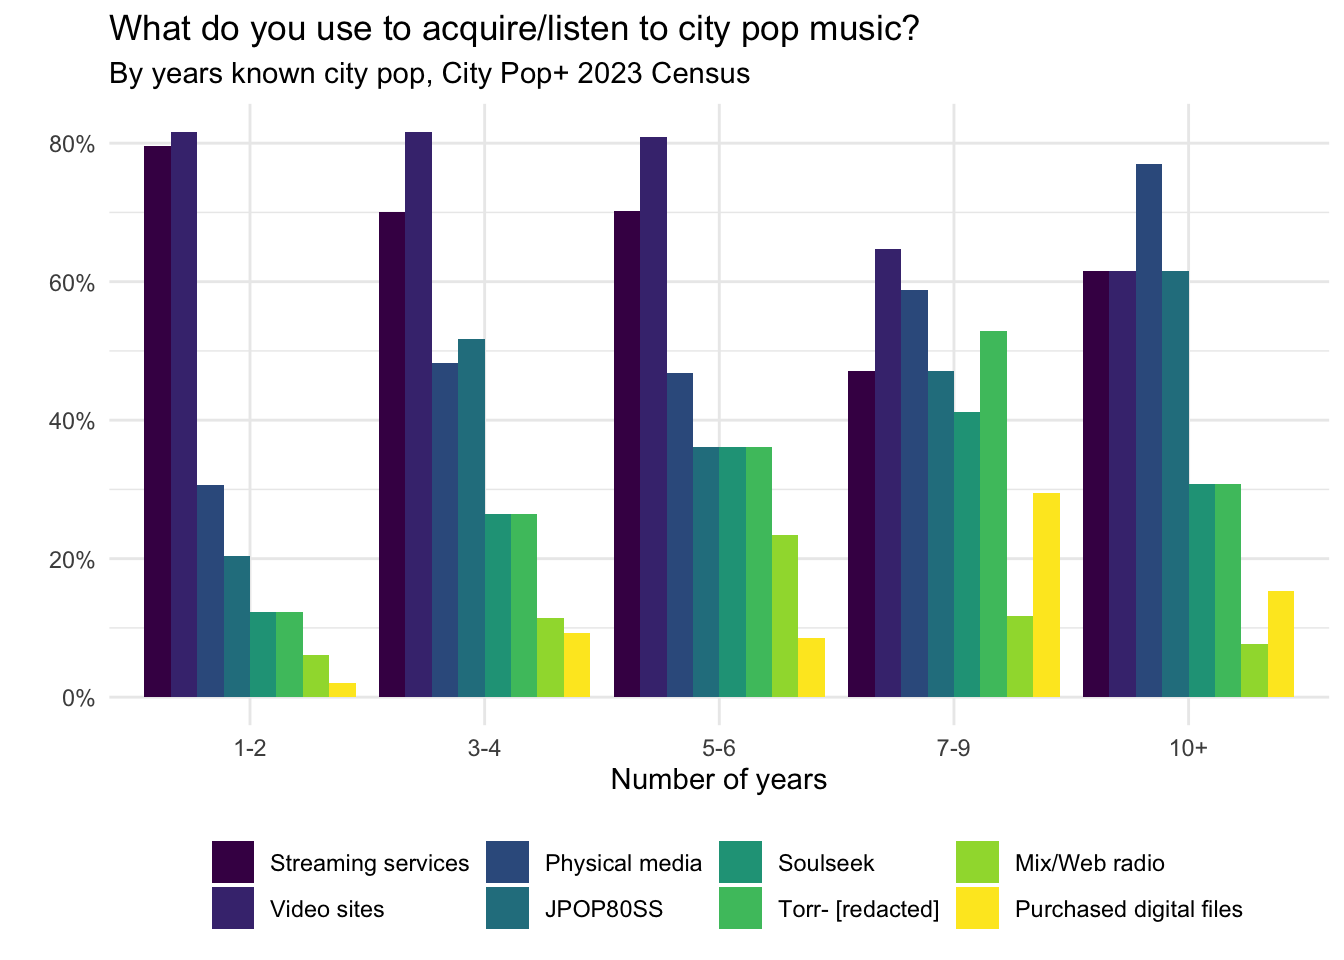 What do you use to acquire/listen to city pop music?
By years known city pop, City Pop+ 2023 Census
80%
60%
40%
20%
0%
1-2 3-4 5-6 7-9 10+
Number of years
Streaming services Physical media Soulseek Mix/Web radio
Video sites JPOP80SS Torr- [redacted] Purchased digital files